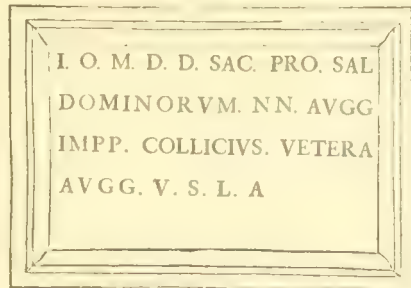 I. O. M. D. D. SAC. PRO. SAL
DOMINORVM. NN. AVGG
IMPP. COLLICIVS. VETERA
AVGG. V. S. L. A